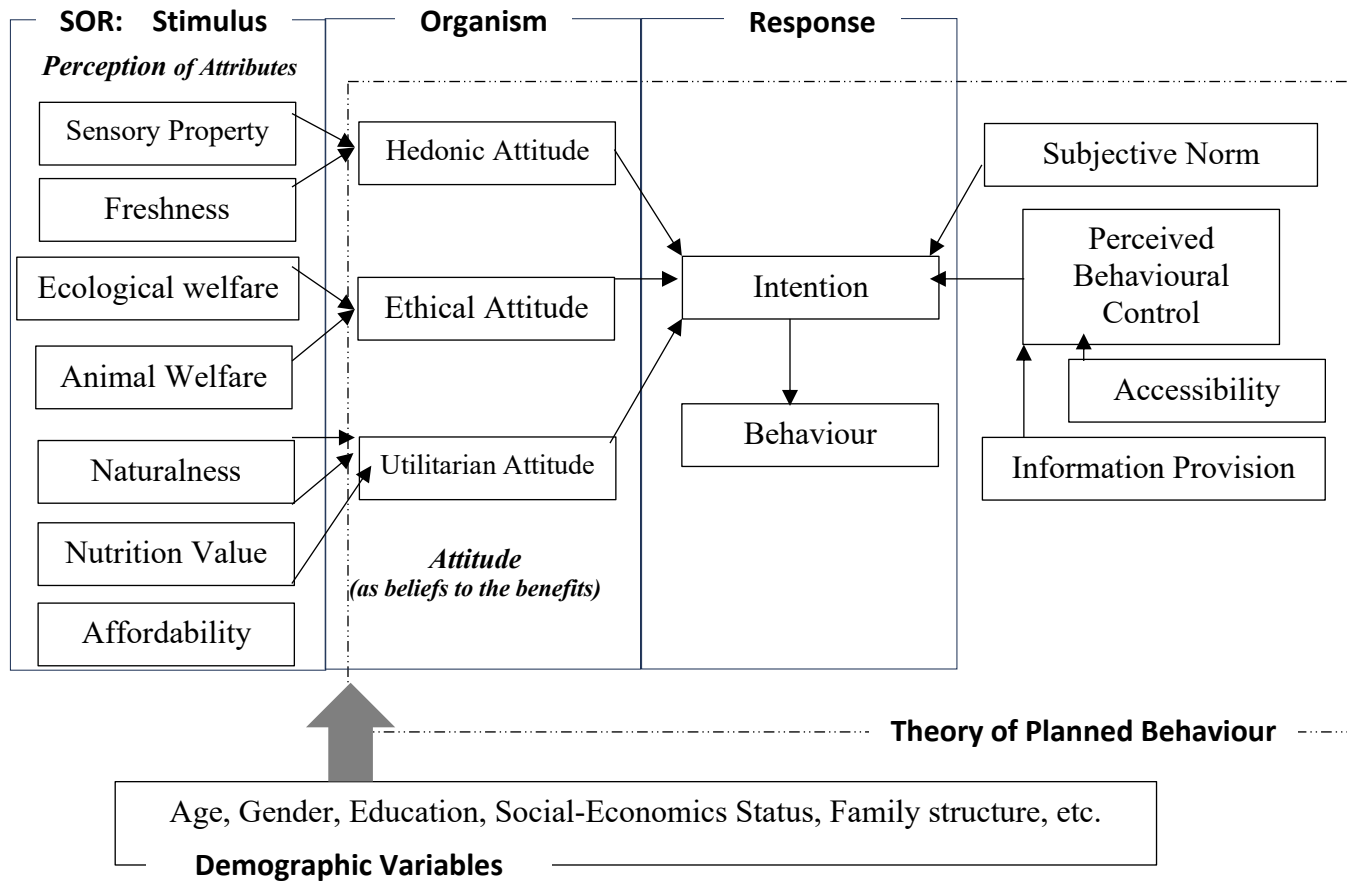 SOR: Stimulus
Organism
Response
Perception of Attributes
Sensory Property
Freshness
Ecological welfare
Animal Welfare
Naturalness
Nutrition Value
Affordability
Hedonic Attitude
Ethical Attitude
Utilitarian Attitude
Attitude
(as beliefs to the benefits)
Intention
Behaviour
Subjective Norm
Perceived
Behavioural
Control
Accessibility
Information Provision
Theory of Planned Behaviour
Age, Gender, Education, Social-Economics Status, Family structure, etc.
Demographic Variables